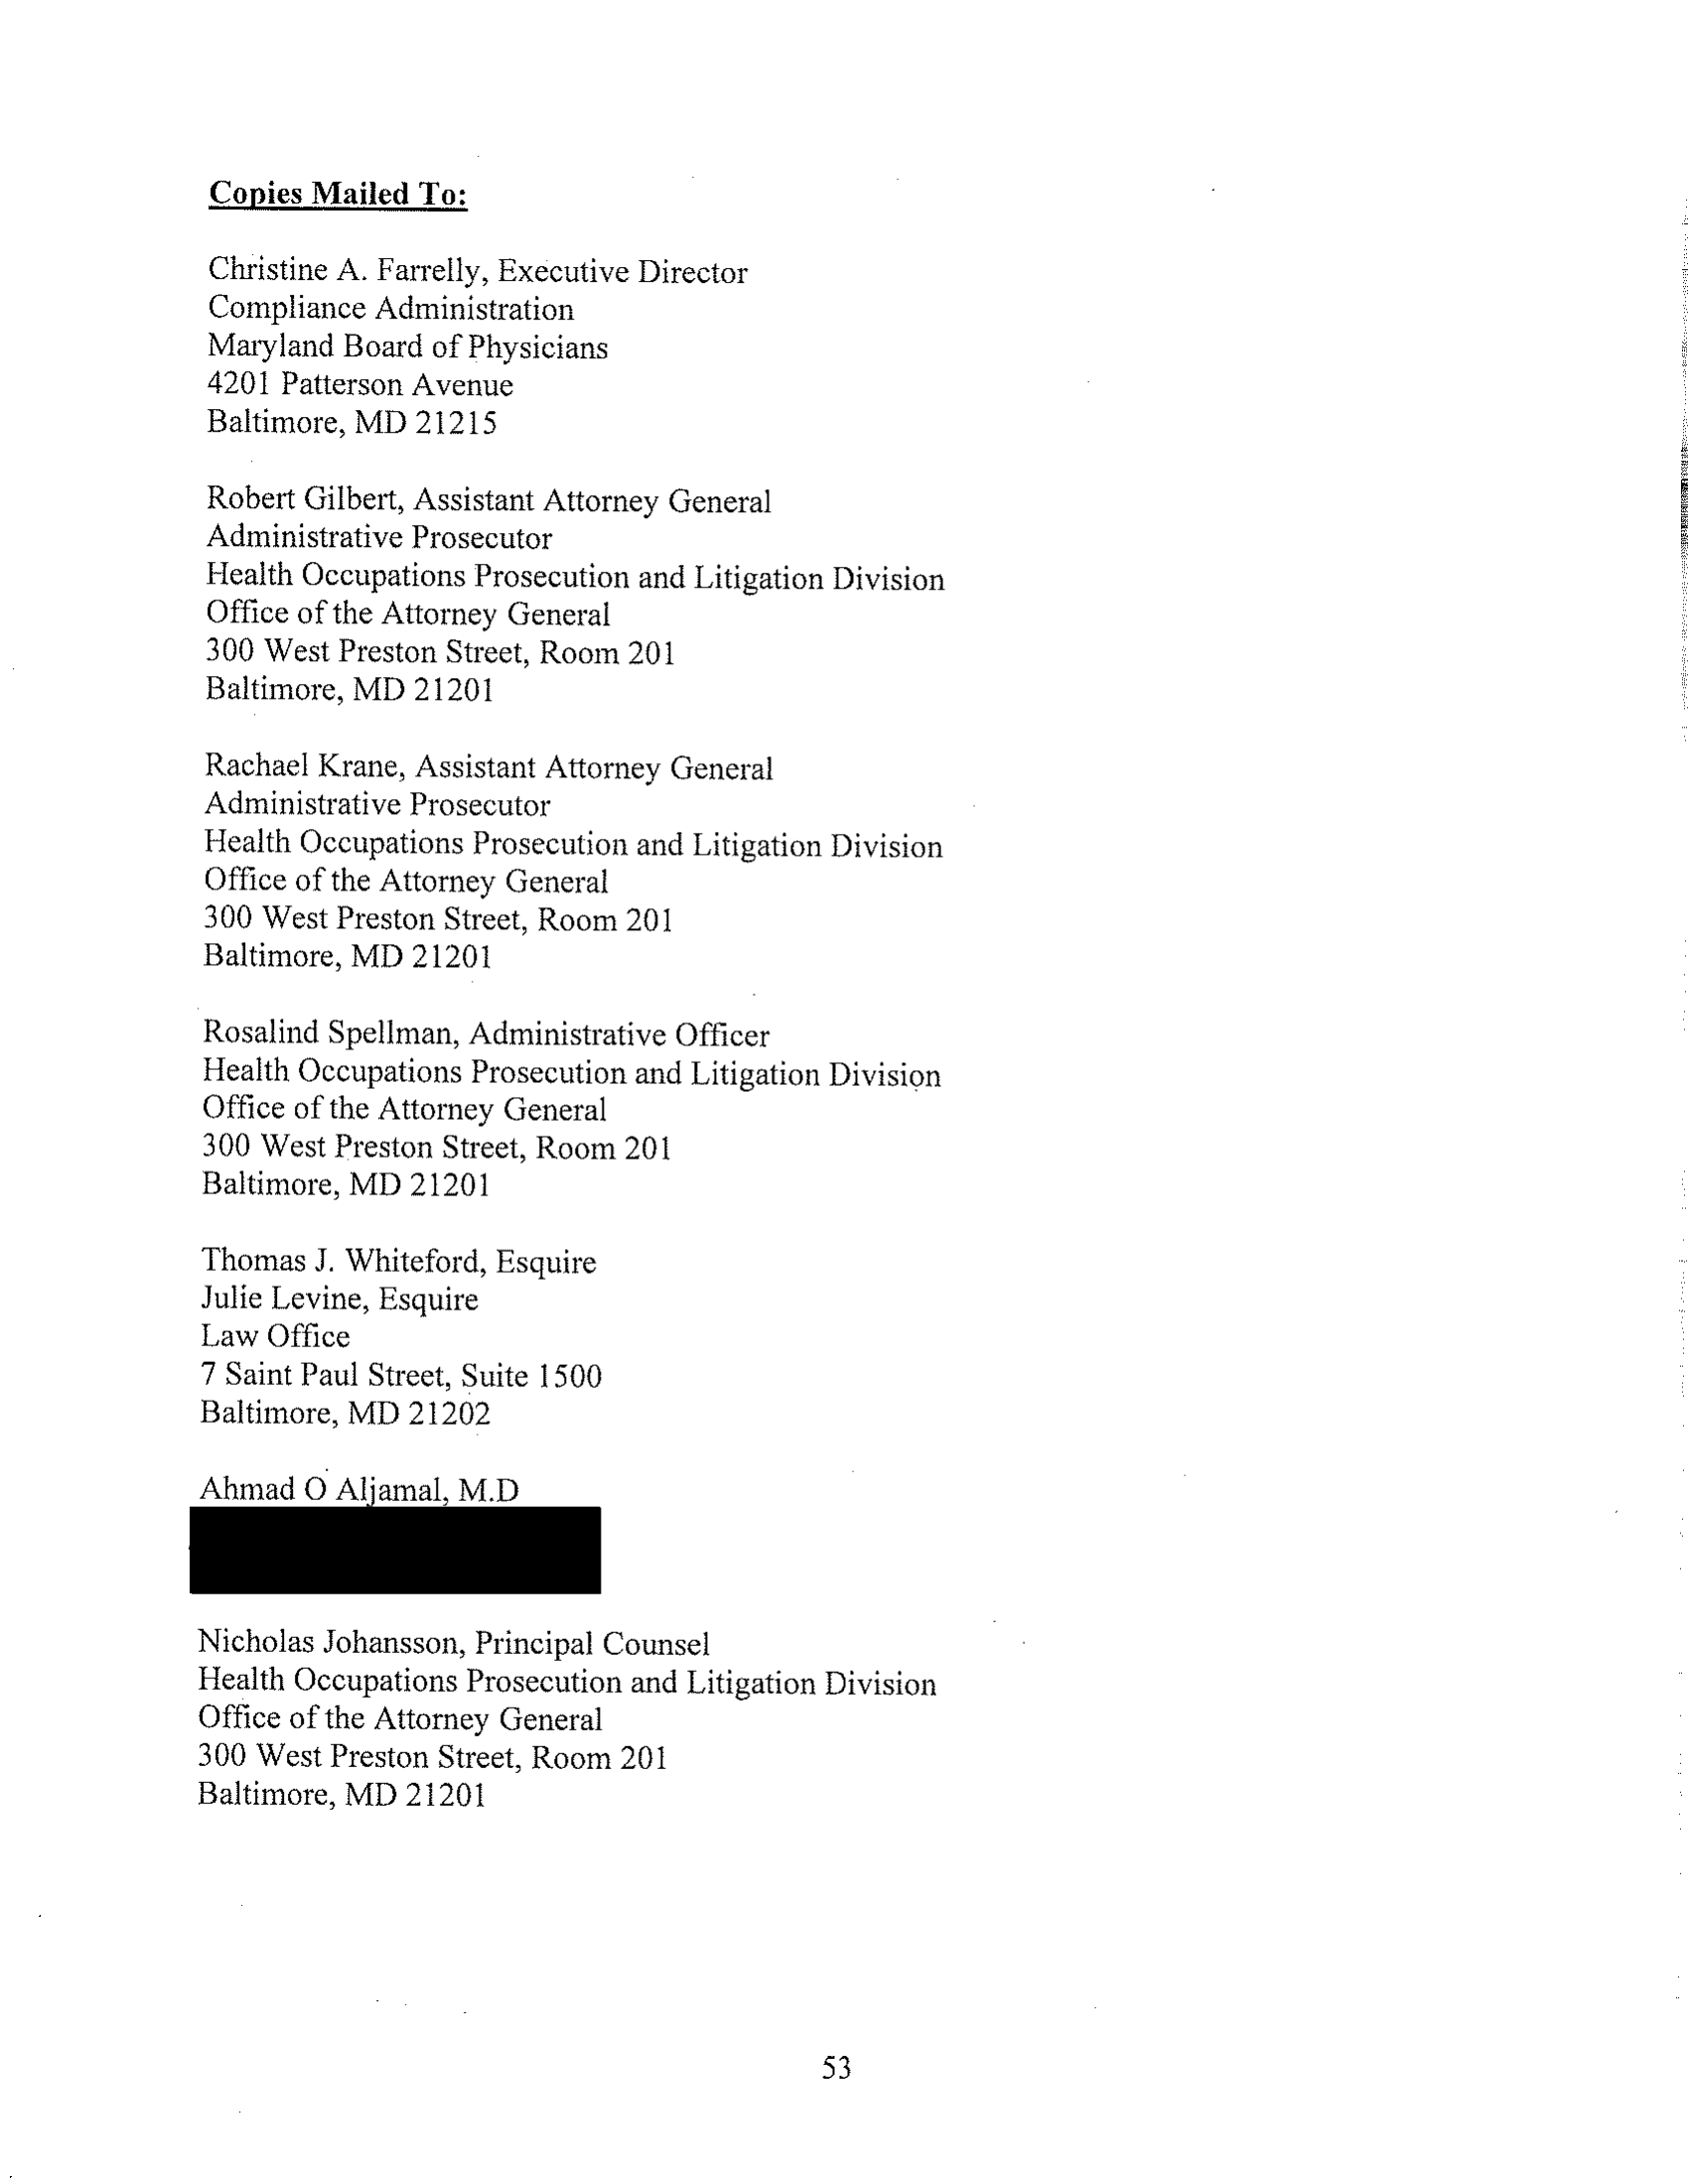 Copies Mailed To:
Christine A. Farrelly, Executive Director
Compliance Administration
Maryland Board of Physicians
4201 Patterson Avenue
Baltimore, MD 21215
Robert Gilbert, Assistant Attorney General
Administrative Prosecutor
Health Occupations Prosecution and Litigation Division
Office of the Attorney General
300 West Preston Street, Room 201
Baltimore, MD 21201
Rachael Krane, Assistant Attorney General
Administrative Prosecutor
Health Occupations Prosecution and Litigation Division
Office of the Attorney General
300 West Preston Street, Room 201
Baltimore, MD 21201
Rosalind Spellman, Administrative Officer
Health Occupations Prosecution and Litigation Division
Office of the Attorney General
300 West Preston Street, Room 201
Baltimore, MD 21201
Thomas J. Whiteford, Esquire
Julie Levine, Esquire
Law Office
7 Saint Paul Street, Suite 1500
Baltimore, MD 21202
Ahmad O Aljamal, M.D
Nicholas Johansson, Principal Counsel
Health Occupations Prosecution and Litigation Division
Office of the Attorney General
300 West Preston Street, Room 201
Baltimore, MD 21201
53